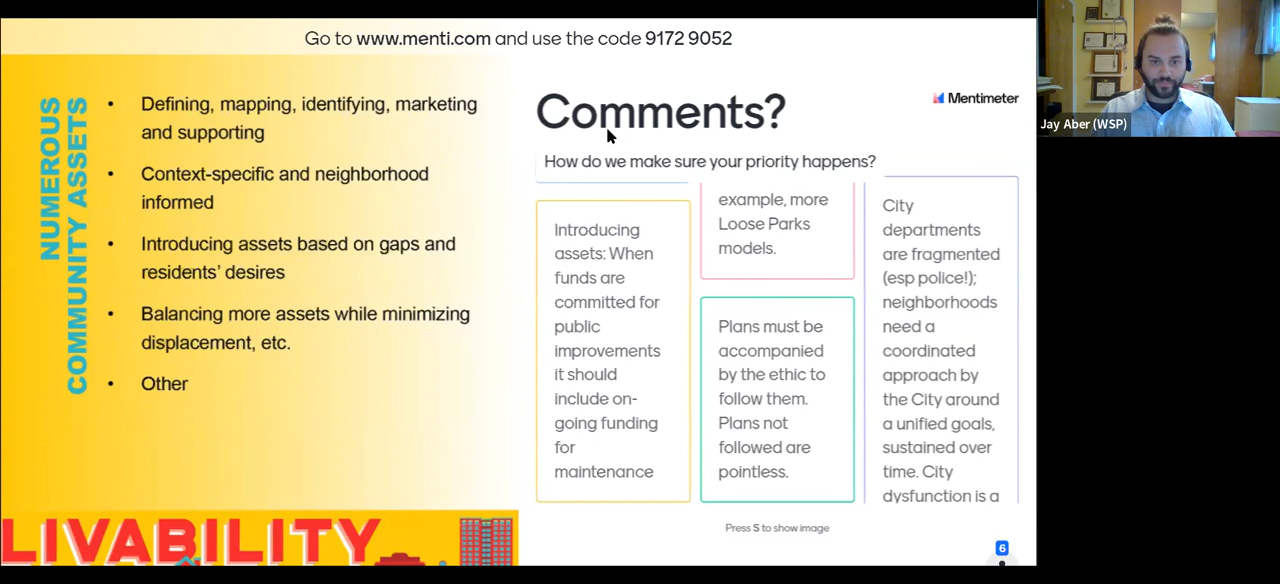 Go to www.menti.com and use the code 9172 9052
NUMEROUS
COMMUNITY ASSETS
• Defining, mapping, identifying, marketing
and supporting
• Context-specific and neighborhood
informed
• Introducing assets based on gaps and
residents' desires
• Balancing more assets while minimizing
displacement, etc.
• Other
LIVABILITY
Comments?
Mentimeter
How do we make sure your priority happens?
Introducing
assets: When
funds are
committed for
public
improvements
it should
include on-
going funding
for
maintenance
example, more
Loose Parks
models.
Plans must be
accompanied
by the ethic to
follow them.
Plans not
followed are
pointless.
City
departments
are fragmented
(esp police!);
neighborhoods
need a
coordinated
approach by
the City around
a unified goals,
sustained over
time. City
dysfunction is a
Press S to show image
6
Jay Aber (WSP)